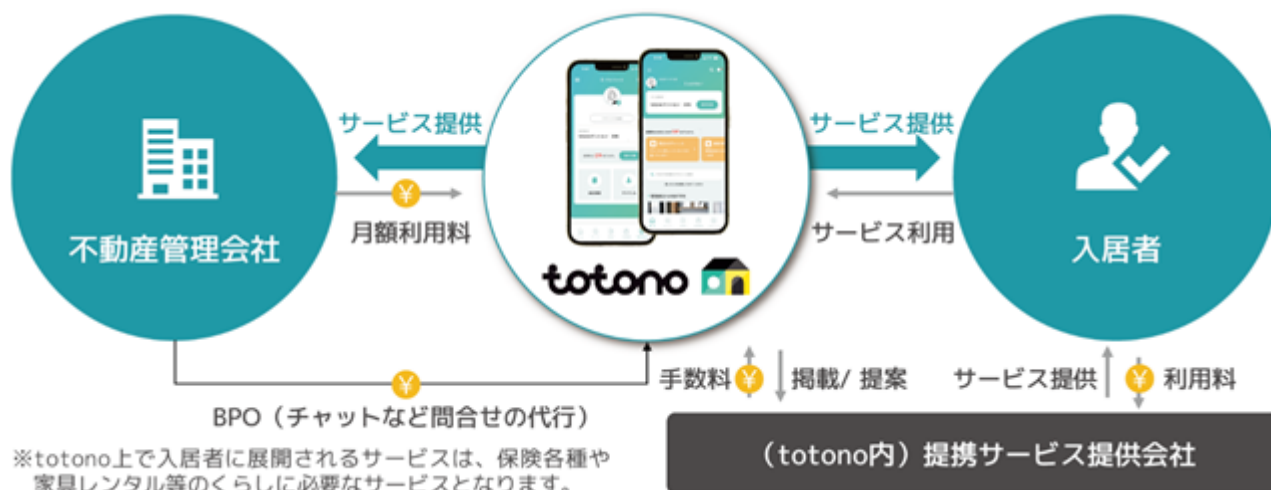 サービス提供
サービス提供
¥
月額利用料
サービス利用
不動産管理会社
入居者
totono
手数料 ¥ 掲載/ 提案
サービス提供 ¥ 利用料
¥
BPO（チャットなど問合せの代行）
（totono内）提携サービス提供会社
※totono上で入居者に展開されるサービスは、保険各種や
家具レンタル等のくらしに必要なサービスとなります。